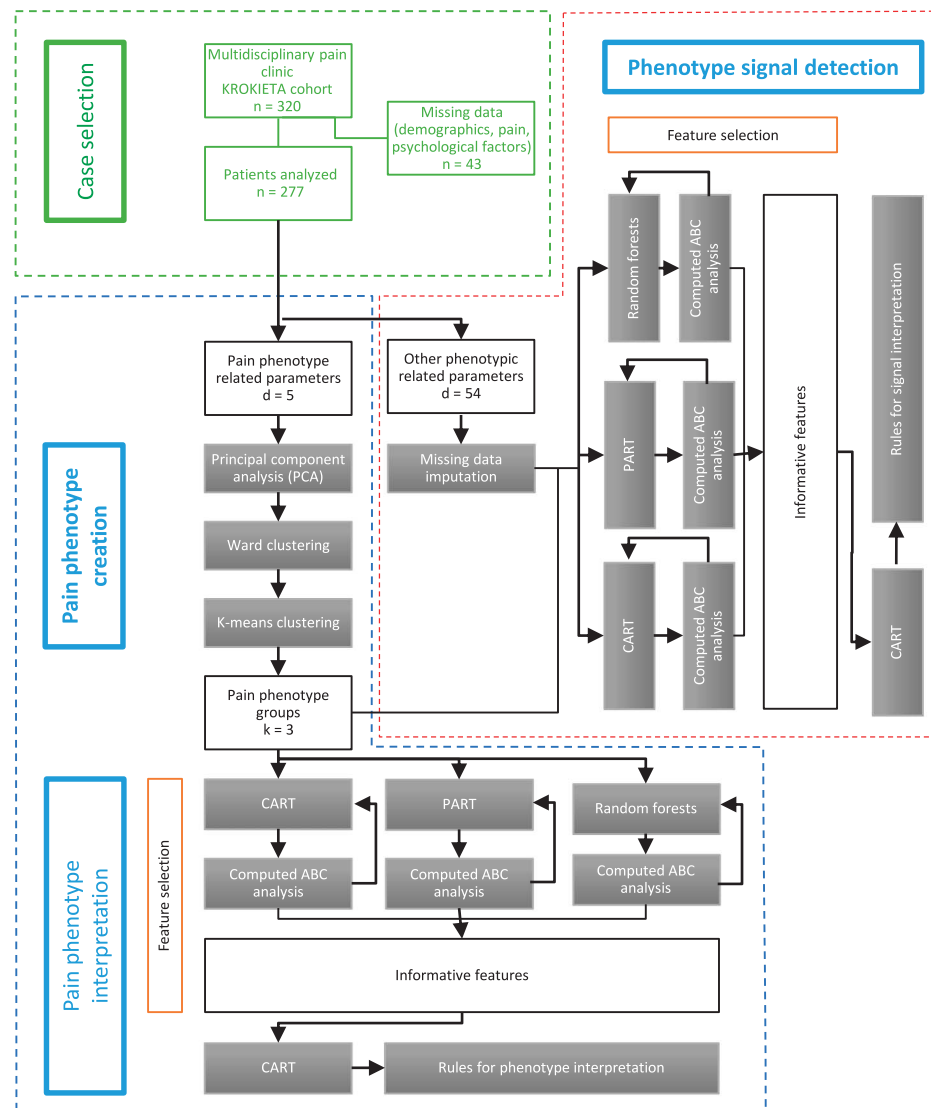 Case selection
Multidisciplinary pain
clinic
KROKIETA cohort
n = 320
Missing data
(demographics, pain,
psychological factors)
n = 43
Patients analyzed
n = 277
Phenotype signal detection
Feature selection
Random forests
Computed ABC
analysis
PART
Computed ABC
analysis
CART
Computed ABC
analysis
Informative features
Rules for signal interpretation
CART
Pain phenotype
creation
Pain phenotype
related parameters
d = 5
Other phenotypic
related parameters
d = 54
Principal component
analysis (PCA)
Missing data
imputation
Ward clustering
K-means clustering
Pain phenotype
groups
k = 3
Pain phenotype
interpretation
Feature selection
CART
PART
Random forests
Computed ABC
analysis
Computed ABC
analysis
Computed ABC
analysis
Informative features
CART
Rules for phenotype interpretation